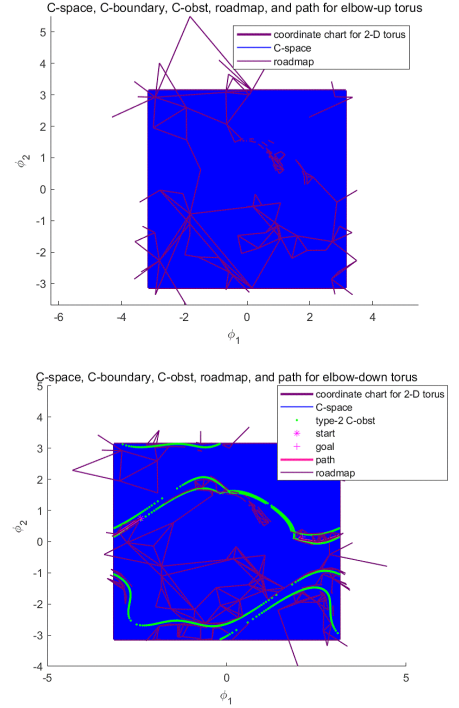 C-space, C-boundary, C-obst, roadmap, and path for elbow-up torus
coordinate chart for 2-D torus
C-space
roadmap
5
4
3
2
1
0
-1
-2
-3
ϕ2
-6
-4
-2
0
2
4
ϕ1
C-space, C-boundary, C-obst, roadmap, and path for elbow-down torus
coordinate chart for 2-D torus
C-space
type-2 C-obst
start
goal
path
roadmap
5
4
3
2
1
0
-1
-2
-3
-4
ϕ2
-5
0
5
ϕ1